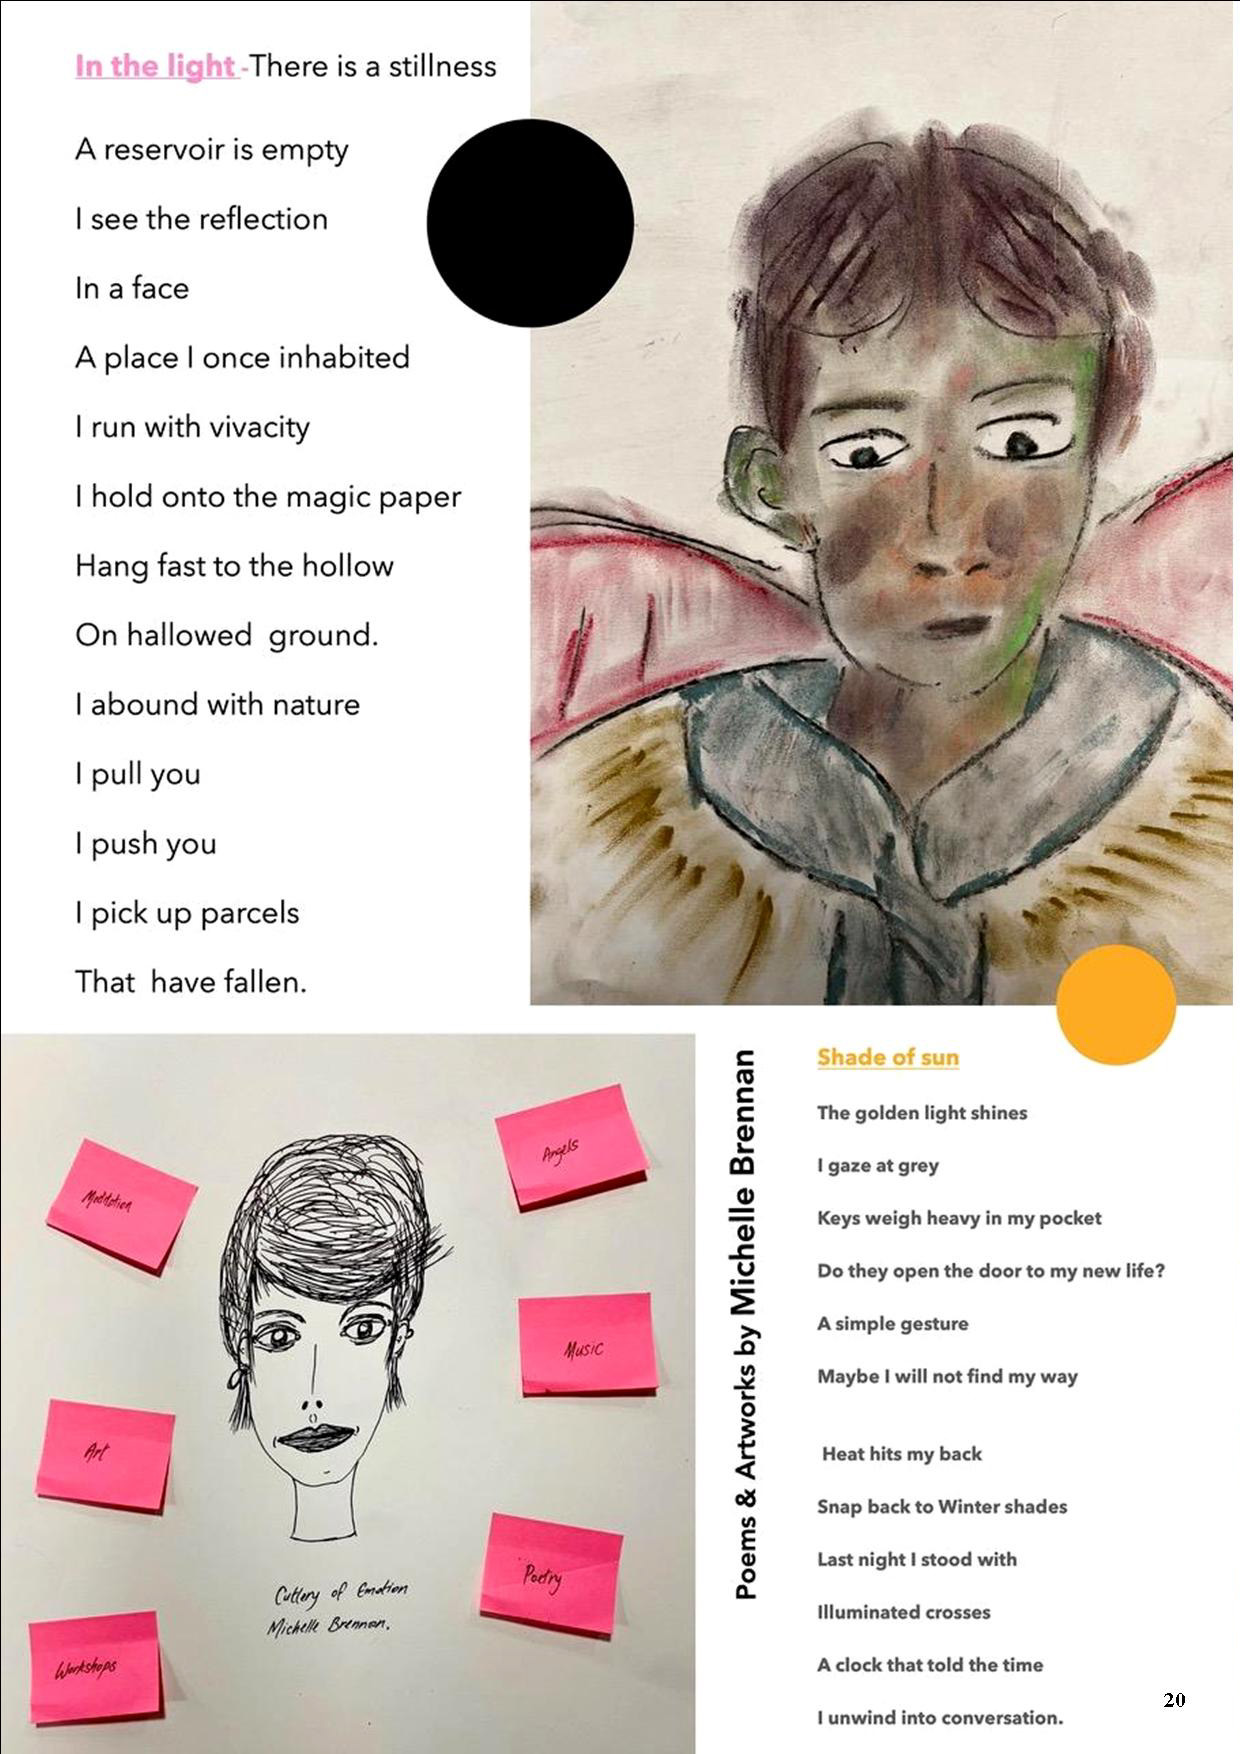 In the light -There is a stillness
A reservoir is empty
I see the reflection
In a face
A place I once inhabited
I run with vivacity
I hold onto the magic paper
Hang fast to the hollow
On hallowed  ground.
I abound with nature
I pull you
I push you
I pick up parcels
That  have fallen.
Meditation
Angels
Music
Art
Poetry
Workshops
Cutlery of Emotion
Michelle Brennan.
Poems & Artworks by Michelle Brennan
Shade of sun
The golden light shines
I gaze at grey
Keys weigh heavy in my pocket
Do they open the door to my new life?
A simple gesture
Maybe I will not find my way
Heat hits my back
Snap back to Winter shades
Last night I stood with
Illuminated crosses
A clock that told the time
I unwind into conversation.
20